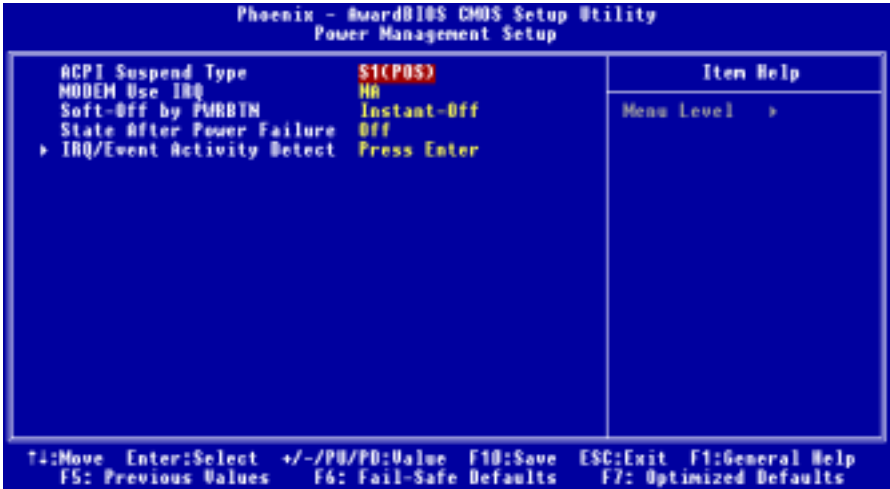 Phoenix - AwardBIOS CMOS Setup Utility
Power Management Setup
ACPI Suspend Type S1(POS)
MODEM Use IRQ NA
Soft-Off by PWRBTN Instant-Off
State After Power Failure Off
▸ IRQ/Event Activity Detect Press Enter
Item Help
Menu Level ▸
↑↓:Move Enter:Select +/-/PU/PD:Value F10:Save ESC:Exit F1:General Help
F5: Previous Values F6: Fail-Safe Defaults F7: Optimized Defaults